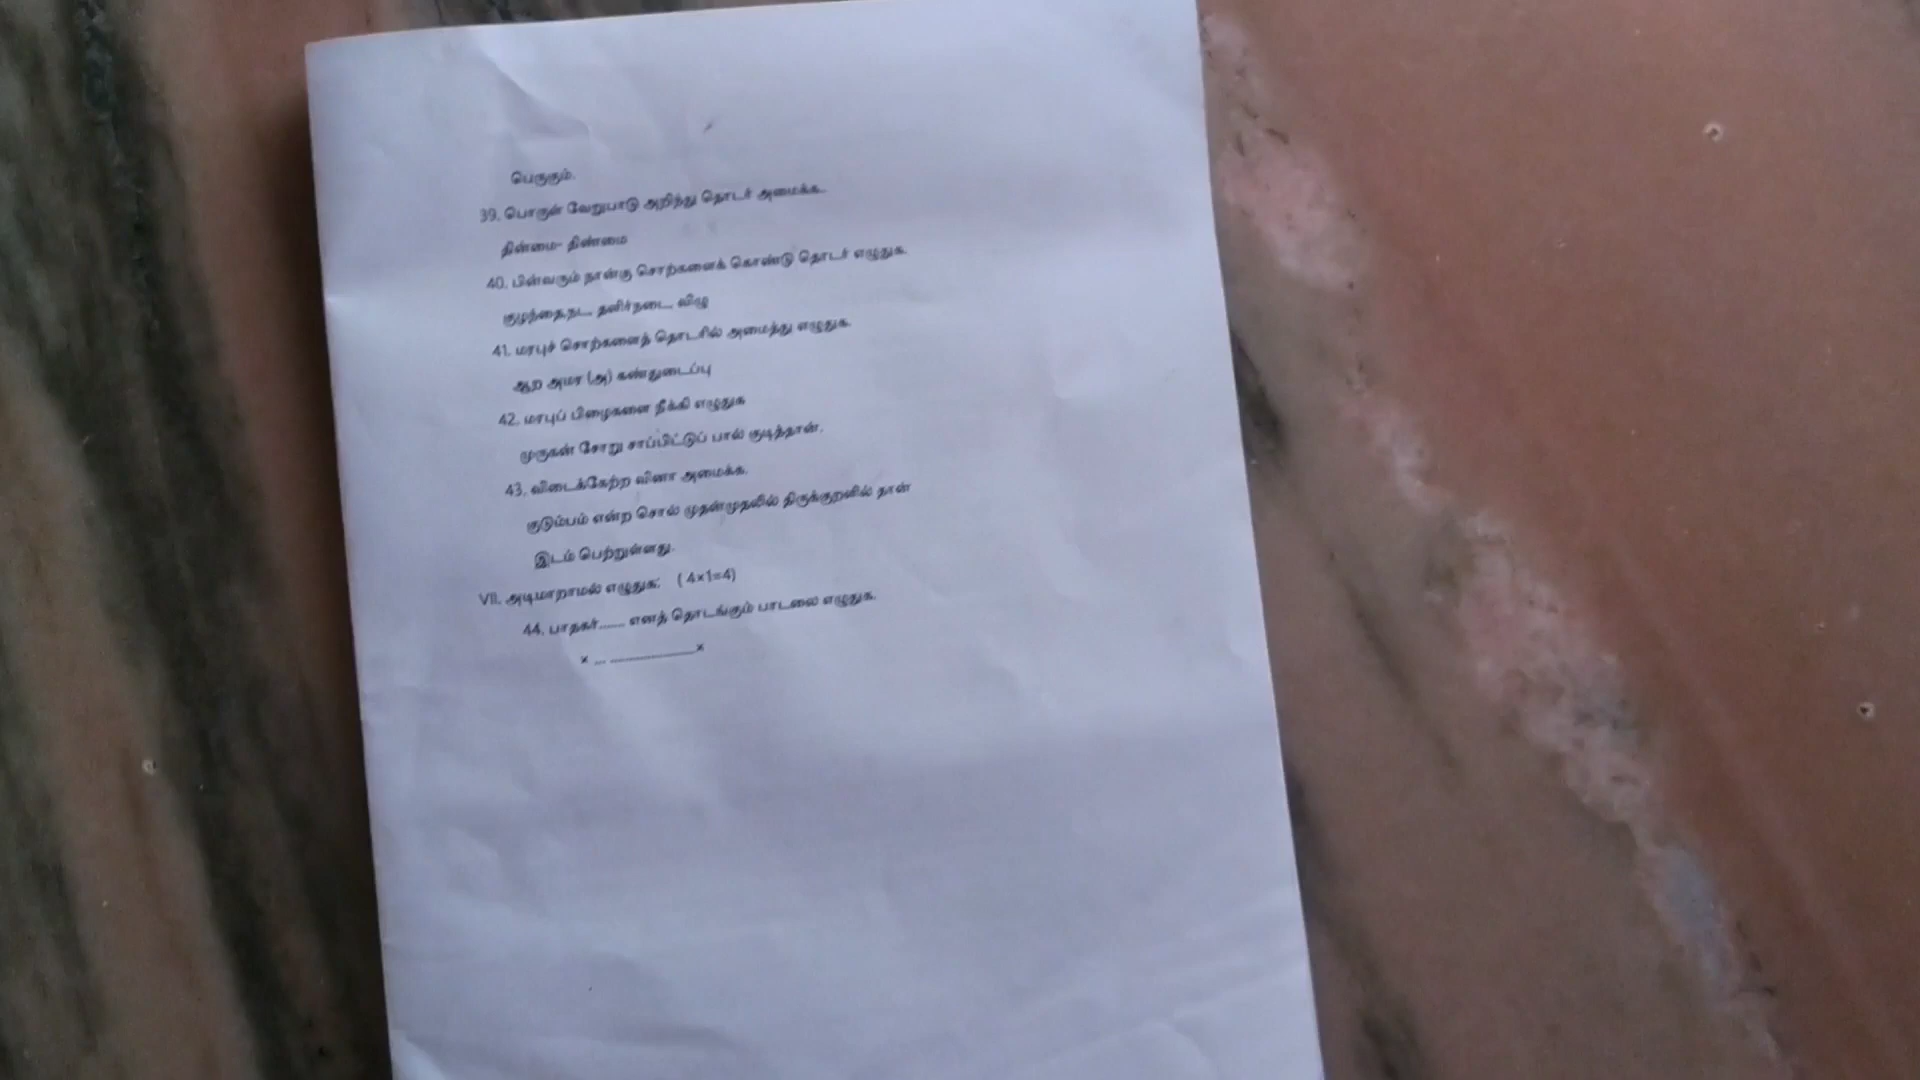 பெருகும்.
39. பொருள் வேறுபாடு அறிந்து தொடர் அமைக்க.
தின்மை- திண்மை
40. பின்வரும் நான்கு சொற்களைக் கொண்டு தொடர் எழுதுக.
குழந்தை,நட, தளிர்நடை, விழு
41. மரபுச் சொற்களைத் தொடரில் அமைத்து எழுதுக.
ஆற அமர (அ) கண்துடைப்பு
42. மரபுப் பிழைகளை நீக்கி எழுதுக
முருகன் சோறு சாப்பிட்டுப் பால் குடித்தான்.
43. விடைக்கேற்ற வினா அமைக்க.
குடும்பம் என்ற சொல் முதன்முதலில் திருக்குறளில் தான்
இடம் பெற்றுள்ளது.
VII. அடிமாறாமல் எழுதுக: ( 4×1=4)
44. பாதகர்....... எனத் தொடங்கும் பாடலை எழுதுக.
× ... ______________×